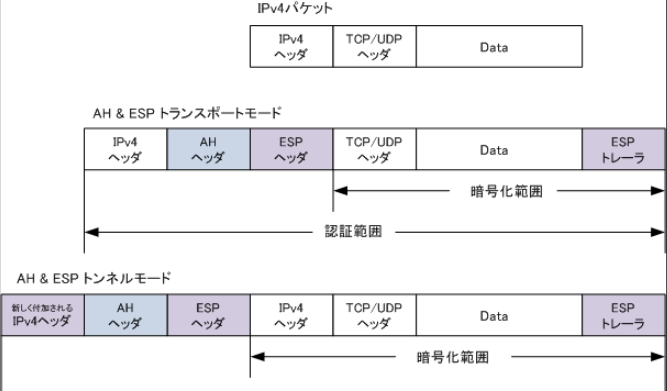 IPv4パケット
IPv4 TCP/UDP Data
ヘッダ ヘッダ
AH & ESP トランスポートモード
IPv4 AH ESP TCP/UDP Data ESP
ヘッダ ヘッダ ヘッダ ヘッダ トレーラ
暗号化範囲
認証範囲
AH & ESP トンネルモード
新しく付加される AH ESP IPv4 TCP/UDP Data ESP
IPv4ヘッダ ヘッダ ヘッダ ヘッダ ヘッダ トレーラ
暗号化範囲